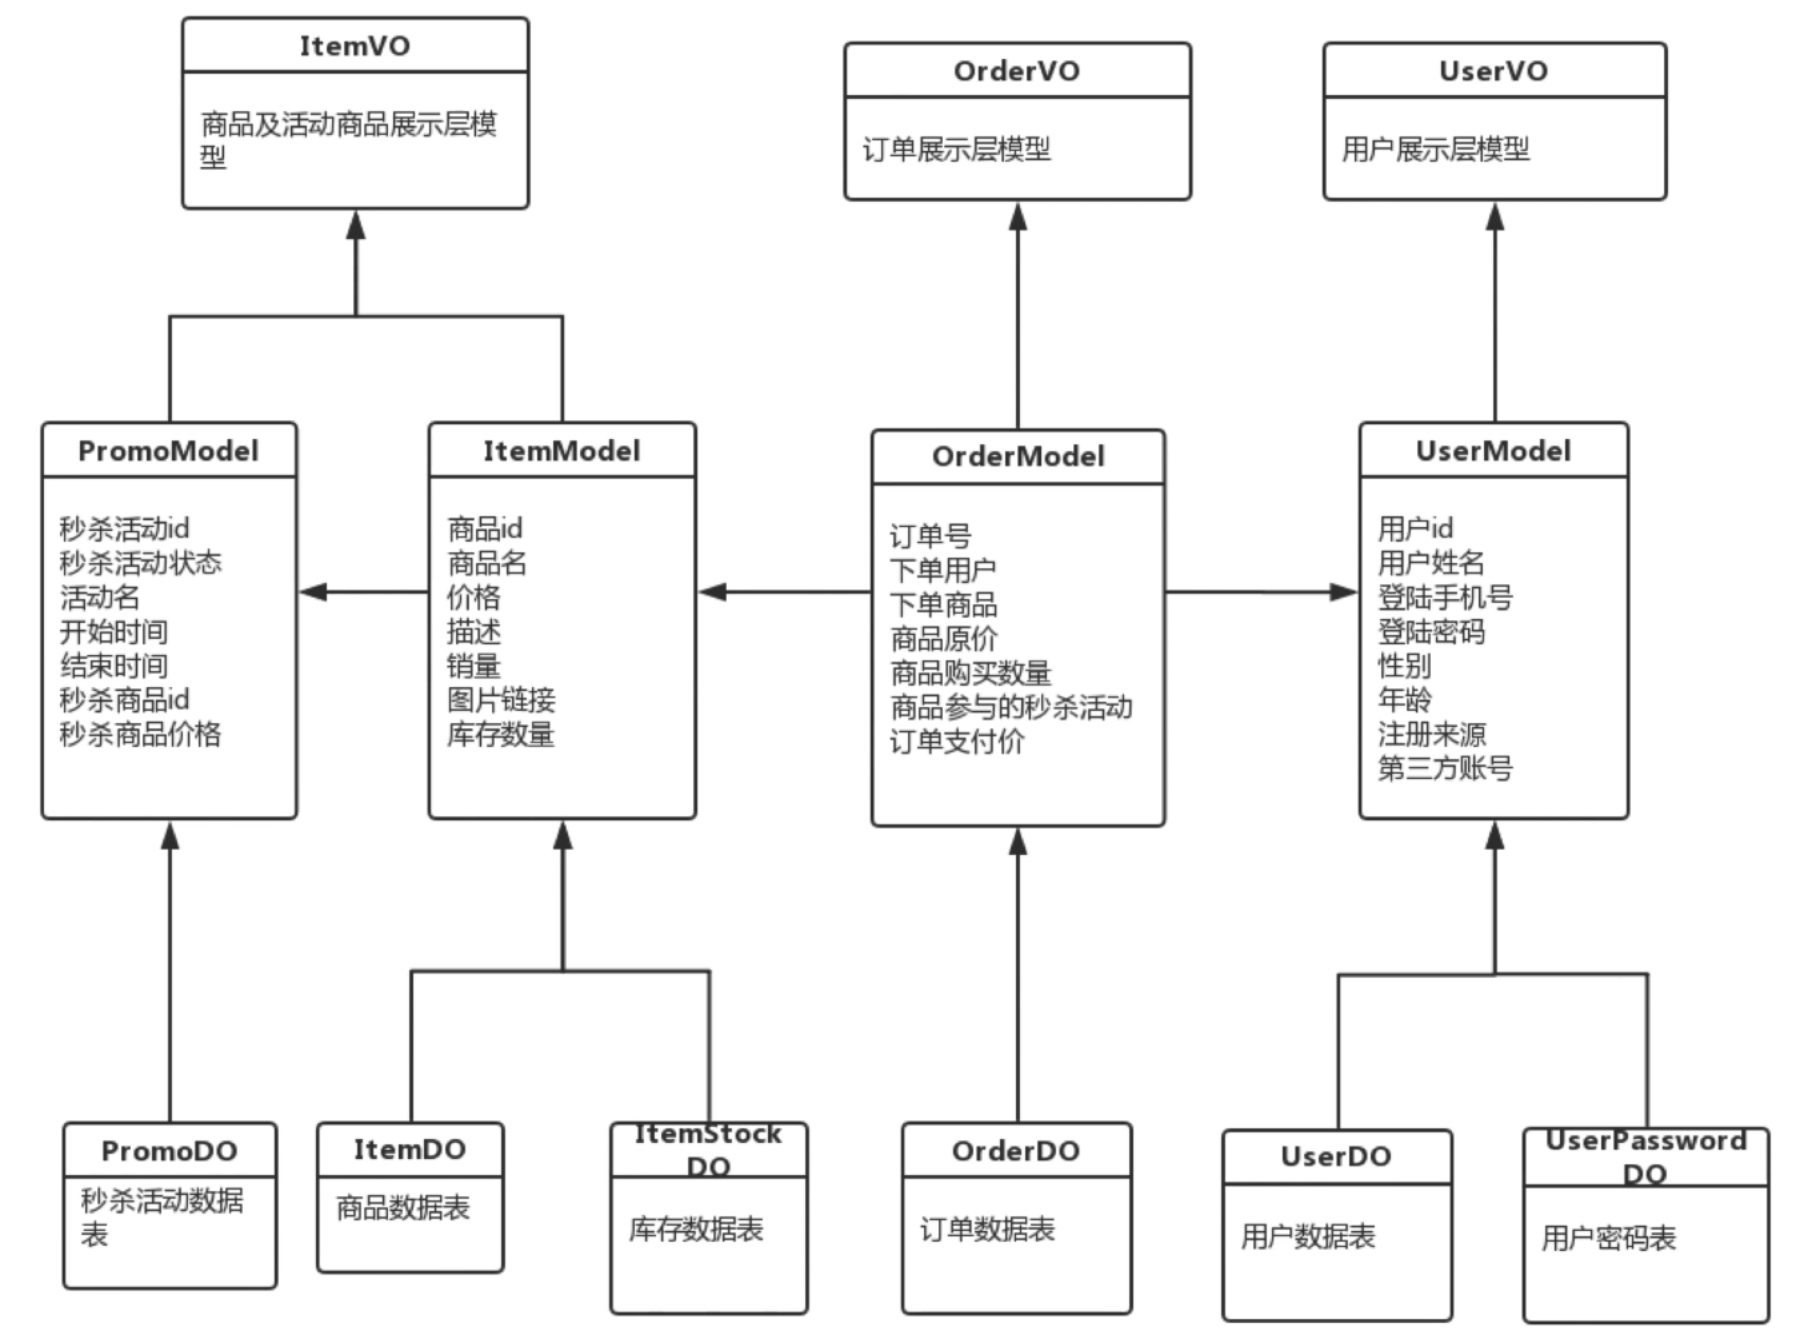 ItemVO
商品及活动商品展示层模
型
OrderVO
订单展示层模型
UserVO
用户展示层模型
PromoModel
秒杀活动id
秒杀活动状态
活动名
开始时间
结束时间
秒杀商品id
秒杀商品价格
ItemModel
商品id
商品名
价格
描述
销量
图片链接
库存数量
OrderModel
订单号
下单用户
下单商品
商品原价
商品购买数量
商品参与的秒杀活动
订单支付价
UserModel
用户id
用户姓名
登陆手机号
登陆密码
性别
年龄
注册来源
第三方账号
PromoDO
秒杀活动数据
表
ItemDO
商品数据表
ItemStock
DO
库存数据表
OrderDO
订单数据表
UserDO
用户数据表
UserPassword
DO
用户密码表